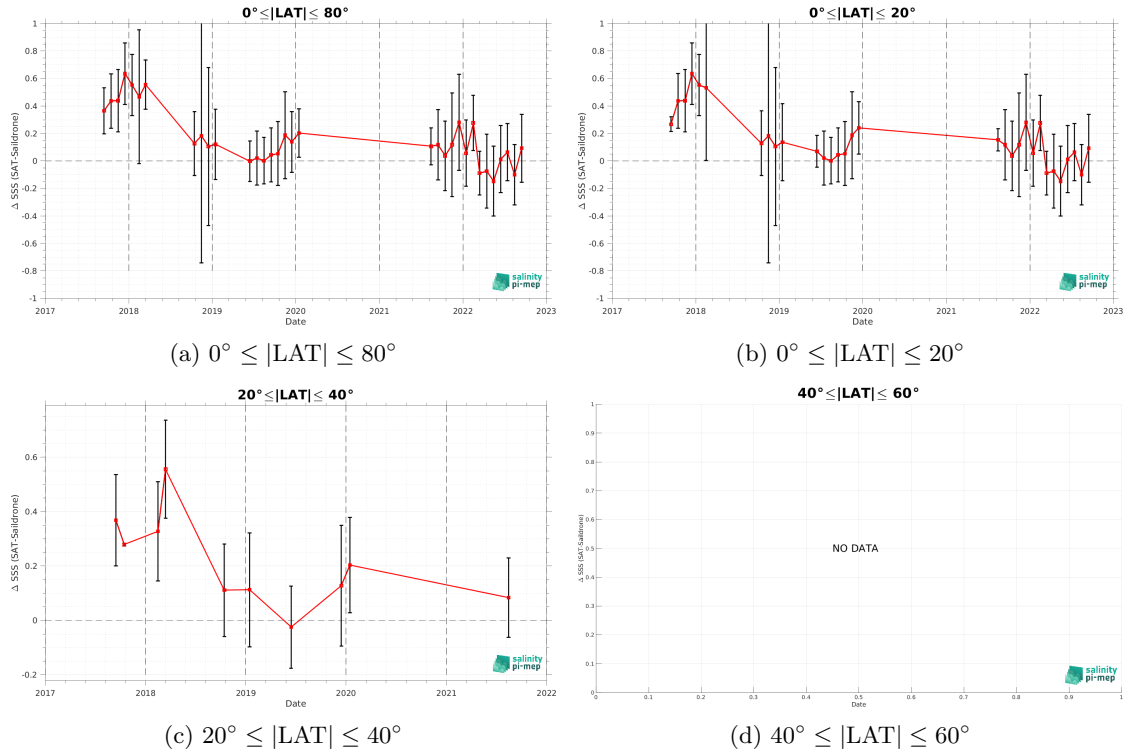 0°≤|LAT|≤ 80°
1
0.8
0.6
0.4
0.2
0
-0.2
-0.4
-0.6
-0.8
-1
Δ SSS (SAT-Saildrone)
2017 2018 2019 2020 2021 2022 2023
Date
salinity
pi-mep
(a) 0° ≤ |LAT| ≤ 80°
0°≤|LAT|≤ 20°
1
0.8
0.6
0.4
0.2
0
-0.2
-0.4
-0.6
-0.8
-1
Δ SSS (SAT-Saildrone)
2017 2018 2019 2020 2021 2022 2023
Date
salinity
pi-mep
(b) 0° ≤ |LAT| ≤ 20°
20°≤|LAT|≤ 40°
0.6
0.4
0.2
0
-0.2
Δ SSS (SAT-Saildrone)
2017 2018 2019 2020 2021 2022
Date
salinity
pi-mep
(c) 20° ≤ |LAT| ≤ 40°
40°≤|LAT|≤ 60°
1
0.9
0.8
0.7
0.6
0.5
0.4
0.3
0.2
0.1
0
Δ SSS (SAT-Saildrone)
NO DATA
0 0.1 0.2 0.3 0.4 0.5 0.6 0.7 0.8 0.9 1
Date
salinity
pi-mep
(d) 40° ≤ |LAT| ≤ 60°